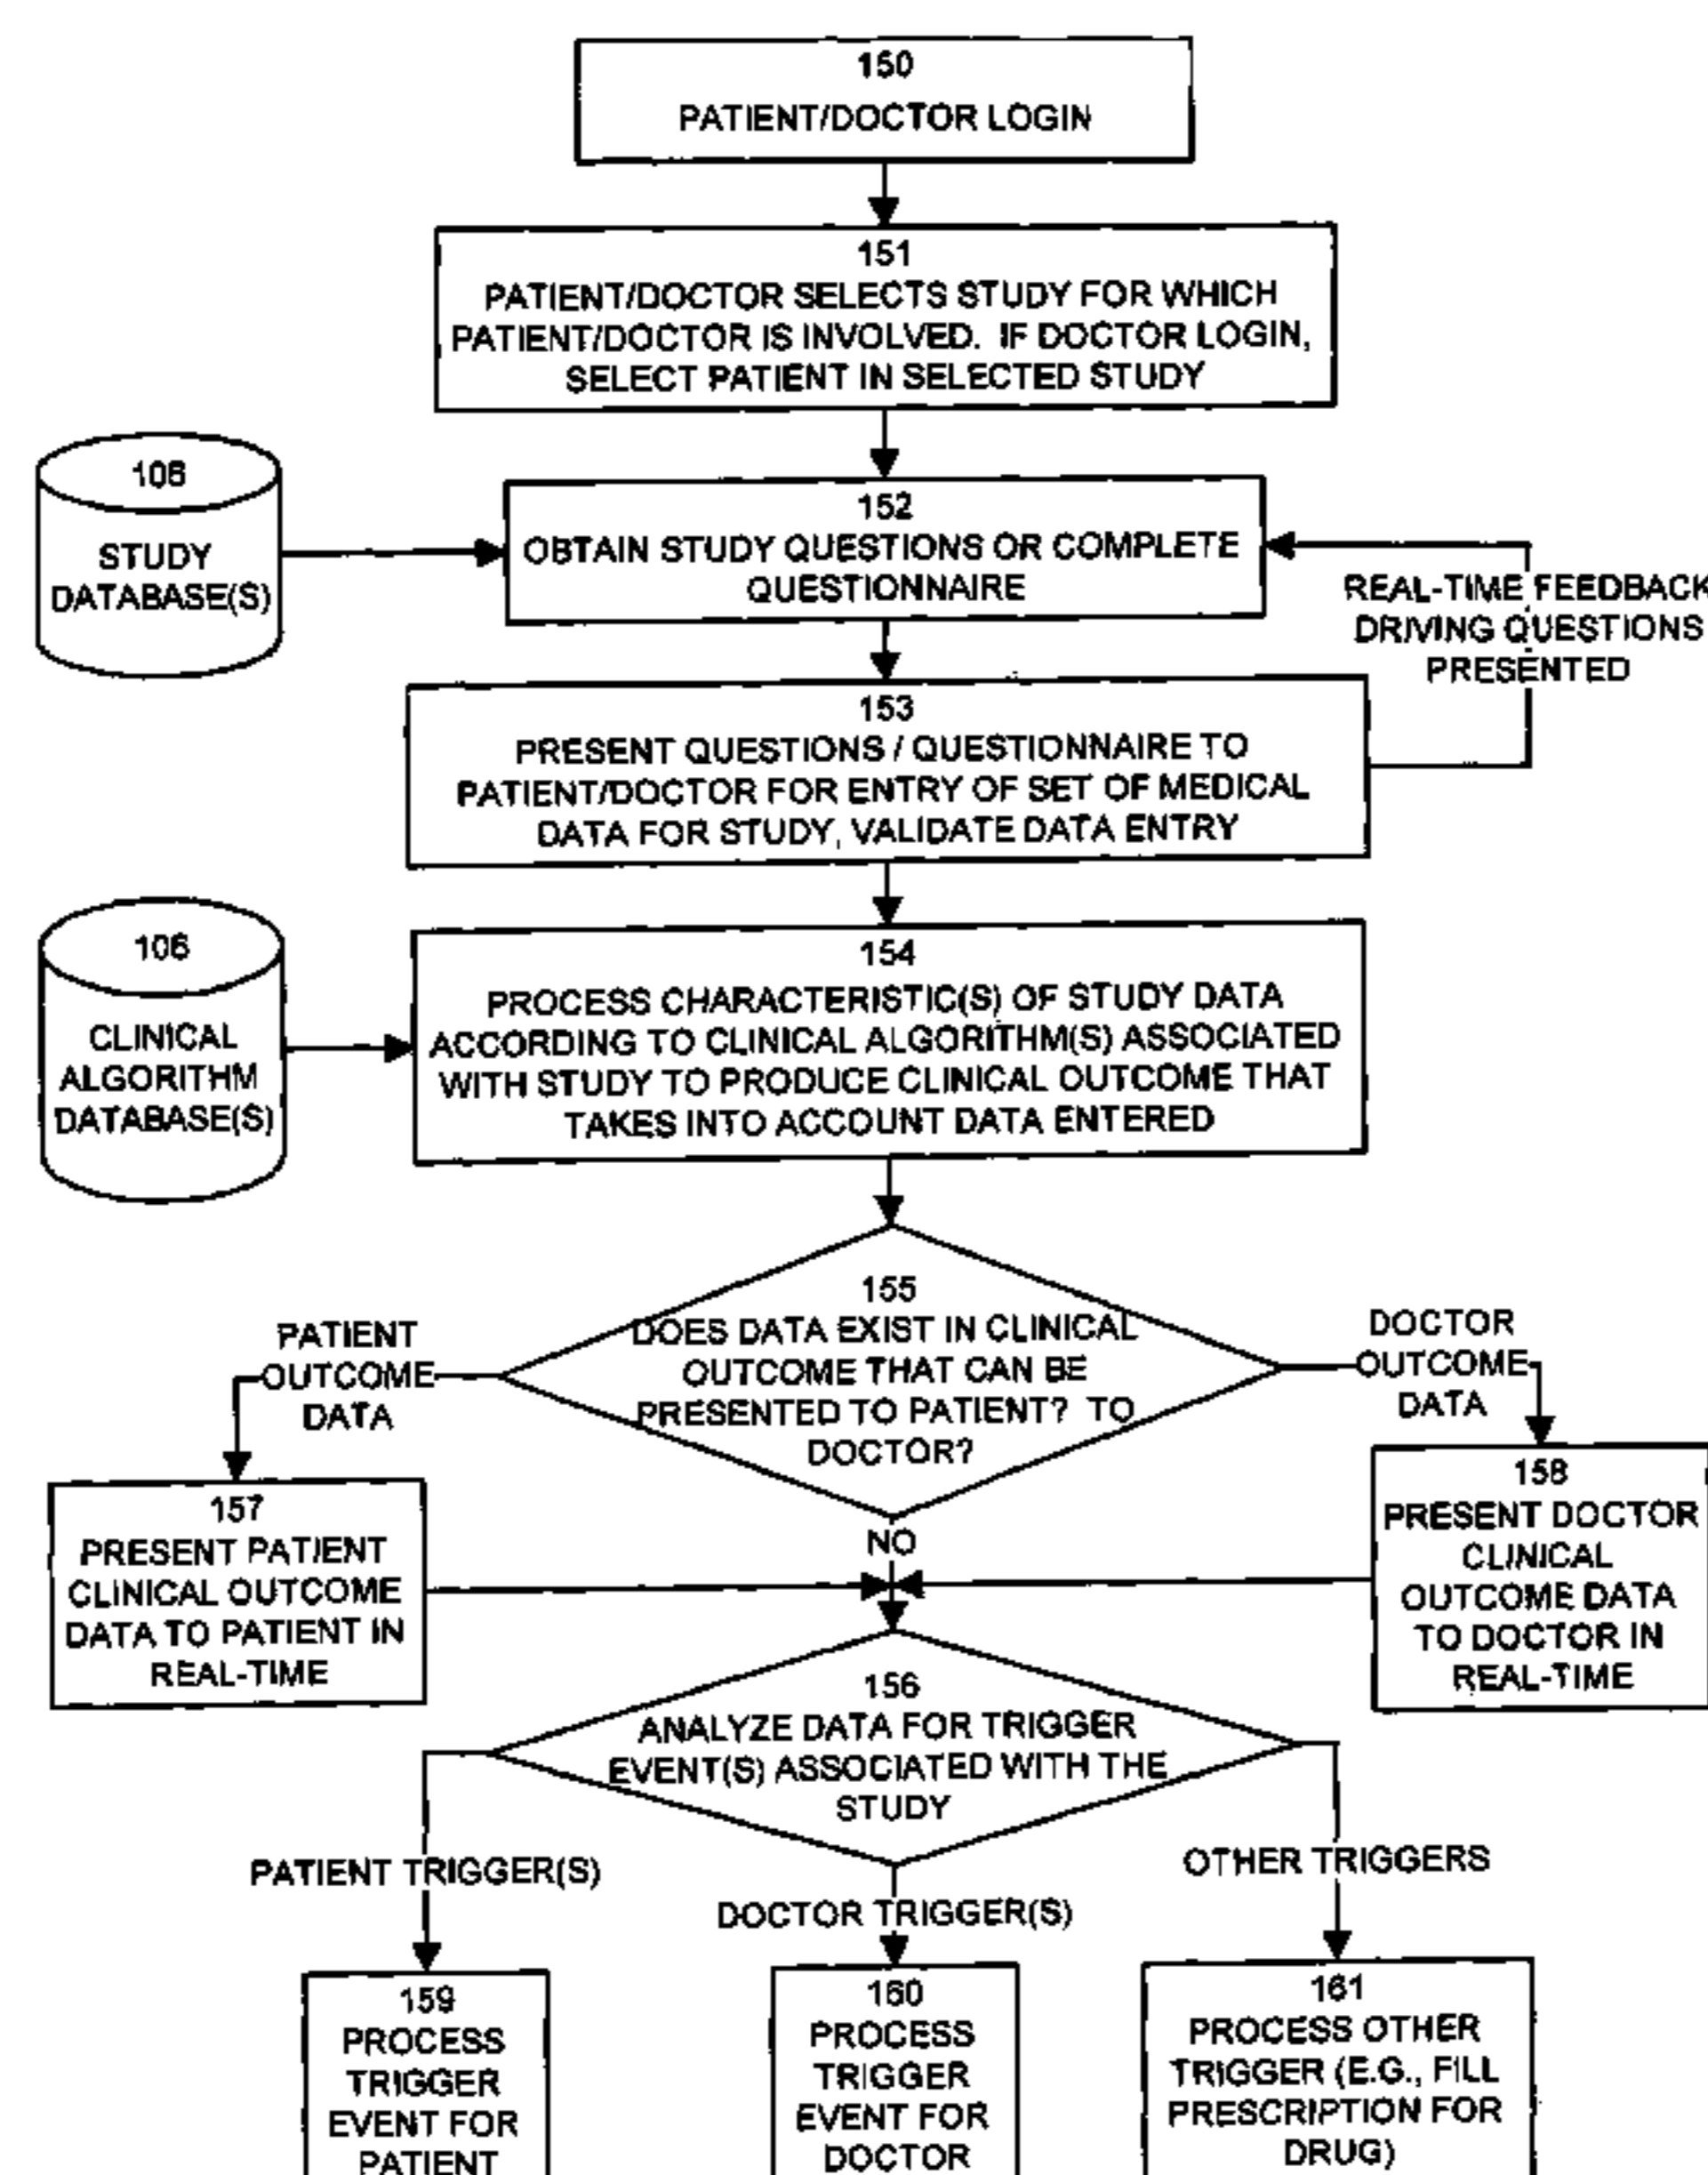 150
PATIENT/DOCTOR LOGIN
151
PATIENT/DOCTOR SELECTS STUDY FOR WHICH
PATIENT/DOCTOR IS INVOLVED. IF DOCTOR LOGIN,
SELECT PATIENT IN SELECTED STUDY
106
STUDY
DATABASE(S)
152
OBTAIN STUDY QUESTIONS OR COMPLETE
QUESTIONNAIRE
REAL-TIME FEEDBACK
DRIVING QUESTIONS
PRESENTED
153
PRESENT QUESTIONS / QUESTIONNAIRE TO
PATIENT/DOCTOR FOR ENTRY OF SET OF MEDICAL
DATA FOR STUDY, VALIDATE DATA ENTRY
106
CLINICAL
ALGORITHM
DATABASE(S)
154
PROCESS CHARACTERISTIC(S) OF STUDY DATA
ACCORDING TO CLINICAL ALGORITHM(S) ASSOCIATED
WITH STUDY TO PRODUCE CLINICAL OUTCOME THAT
TAKES INTO ACCOUNT DATA ENTERED
155
DOES DATA EXIST IN CLINICAL
OUTCOME THAT CAN BE
PRESENTED TO PATIENT? TO
DOCTOR?
PATIENT
OUTCOME
DATA
DOCTOR
OUTCOME
DATA
NO
157
PRESENT PATIENT
CLINICAL OUTCOME
DATA TO PATIENT IN
REAL-TIME
158
PRESENT DOCTOR
CLINICAL
OUTCOME DATA
TO DOCTOR IN
REAL-TIME
156
ANALYZE DATA FOR TRIGGER
EVENT(S) ASSOCIATED WITH THE
STUDY
PATIENT TRIGGER(S)
DOCTOR TRIGGER(S)
OTHER TRIGGERS
159
PROCESS
TRIGGER
EVENT FOR
PATIENT
160
PROCESS
TRIGGER
EVENT FOR
DOCTOR
161
PROCESS OTHER
TRIGGER (E.G., FILL
PRESCRIPTION FOR
DRUG)